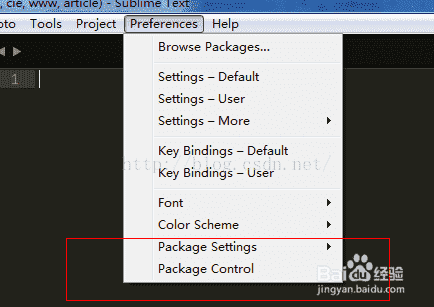 , cie, www, article) - Sublime Text
oto Tools Project Preferences Help
Browse Packages...
1
Settings – Default
Settings – User
Settings – More
Key Bindings – Default
http://blog.csdn.net/
Key Bindings – User
Font
Color Scheme
Package Settings
Package Control
Baidu 经验
jingyan.baidu.com